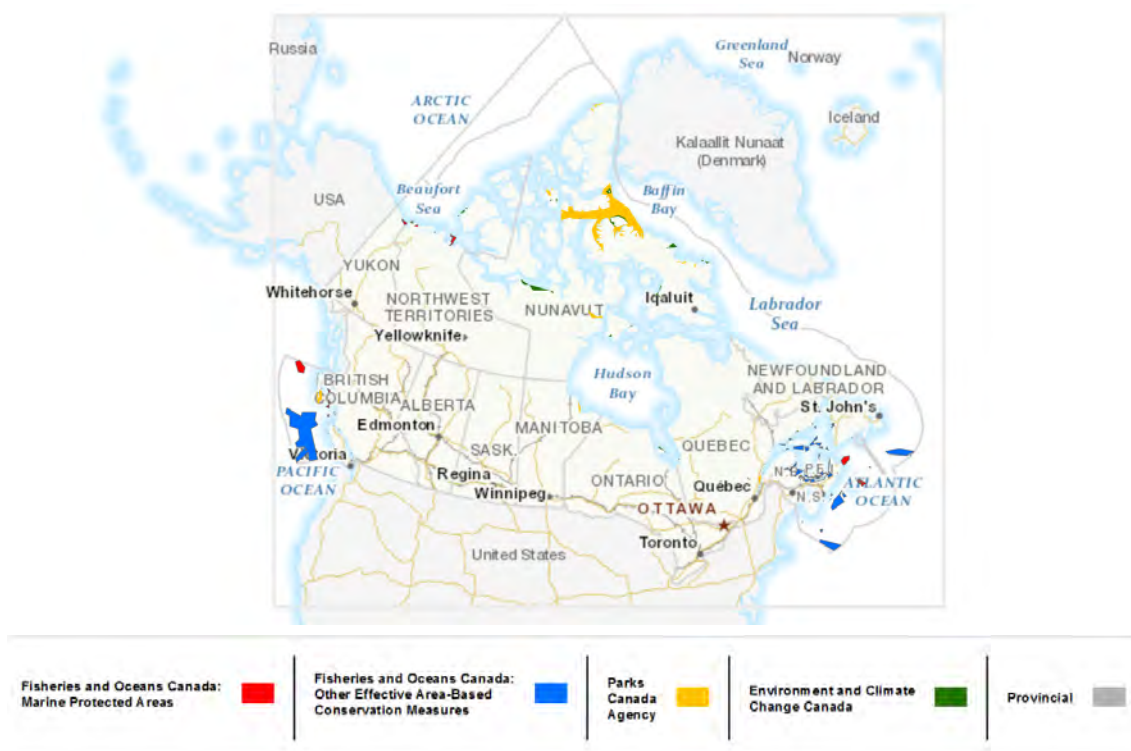 Russia
Greenland
Sea
Norway
ARCTIC
OCEAN
Iceland
Kalaallit Nunaat
(Denmark)
USA
Beaufort
Sea
Baffin
Bay
YUKON
Whitehorse
NORTHWEST
TERRITORIES
NUNAVUT
Iqaluit
Labrador
Sea
Yellowknife
BRITISH
COLUMBIA
Hudson
Bay
NEWFOUNDLAND
AND LABRADOR
ALBERTA
St. John's
Edmonton
MANITOBA
SASK.
QUEBEC
Victoria
PACIFIC
OCEAN
Regina
ONTARIO
N.B.
P.E.I.
ATLANTIC
OCEAN
Winnipeg
Québec
N.S.
OTTAWA
Toronto
United States
Fisheries and Oceans Canada:
Marine Protected Areas
Fisheries and Oceans Canada:
Other Effective Area-Based
Conservation Measures
Parks
Canada
Agency
Environment and Climate
Change Canada
Provincial